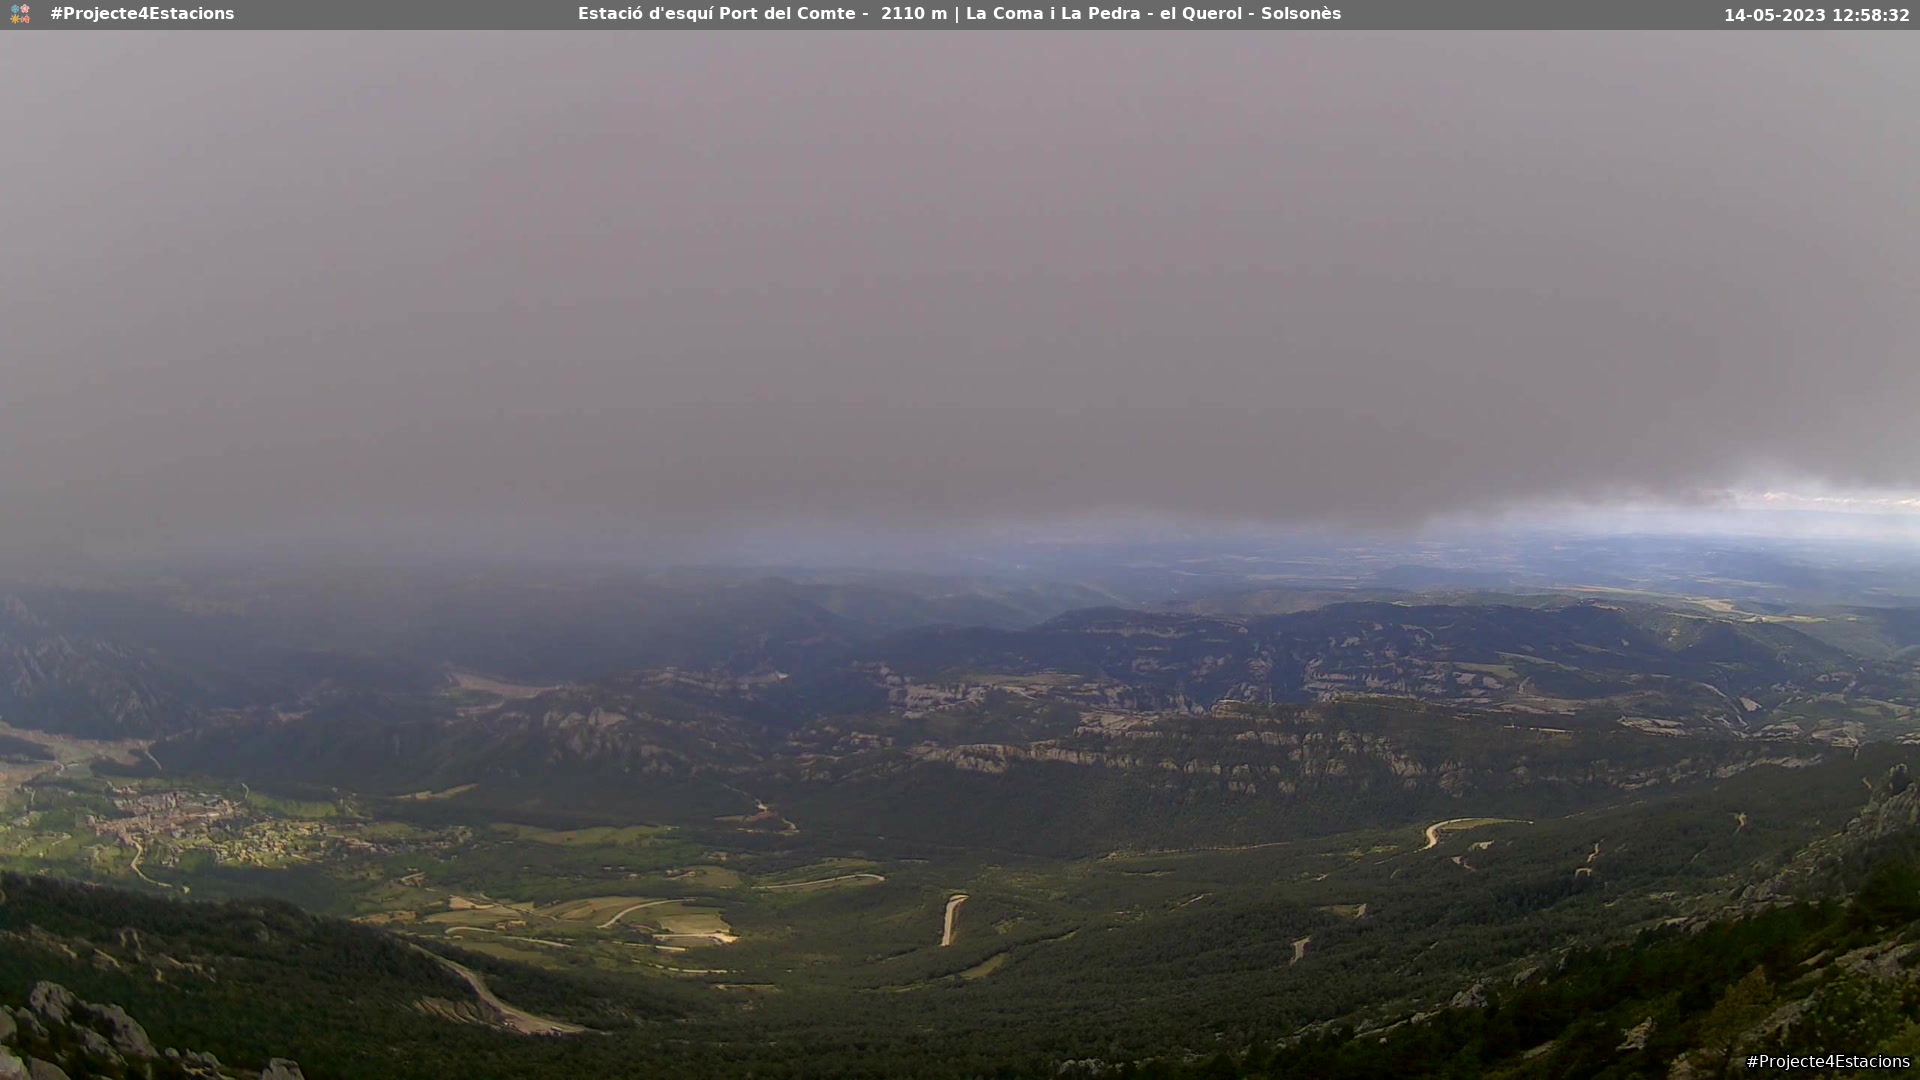 #Projecte4Estacions
Estació d'esquí Port del Comte -  2110 m | La Coma i La Pedra - el Querol - Solsonès
14-05-2023 12:58:32
#Projecte4Estacions